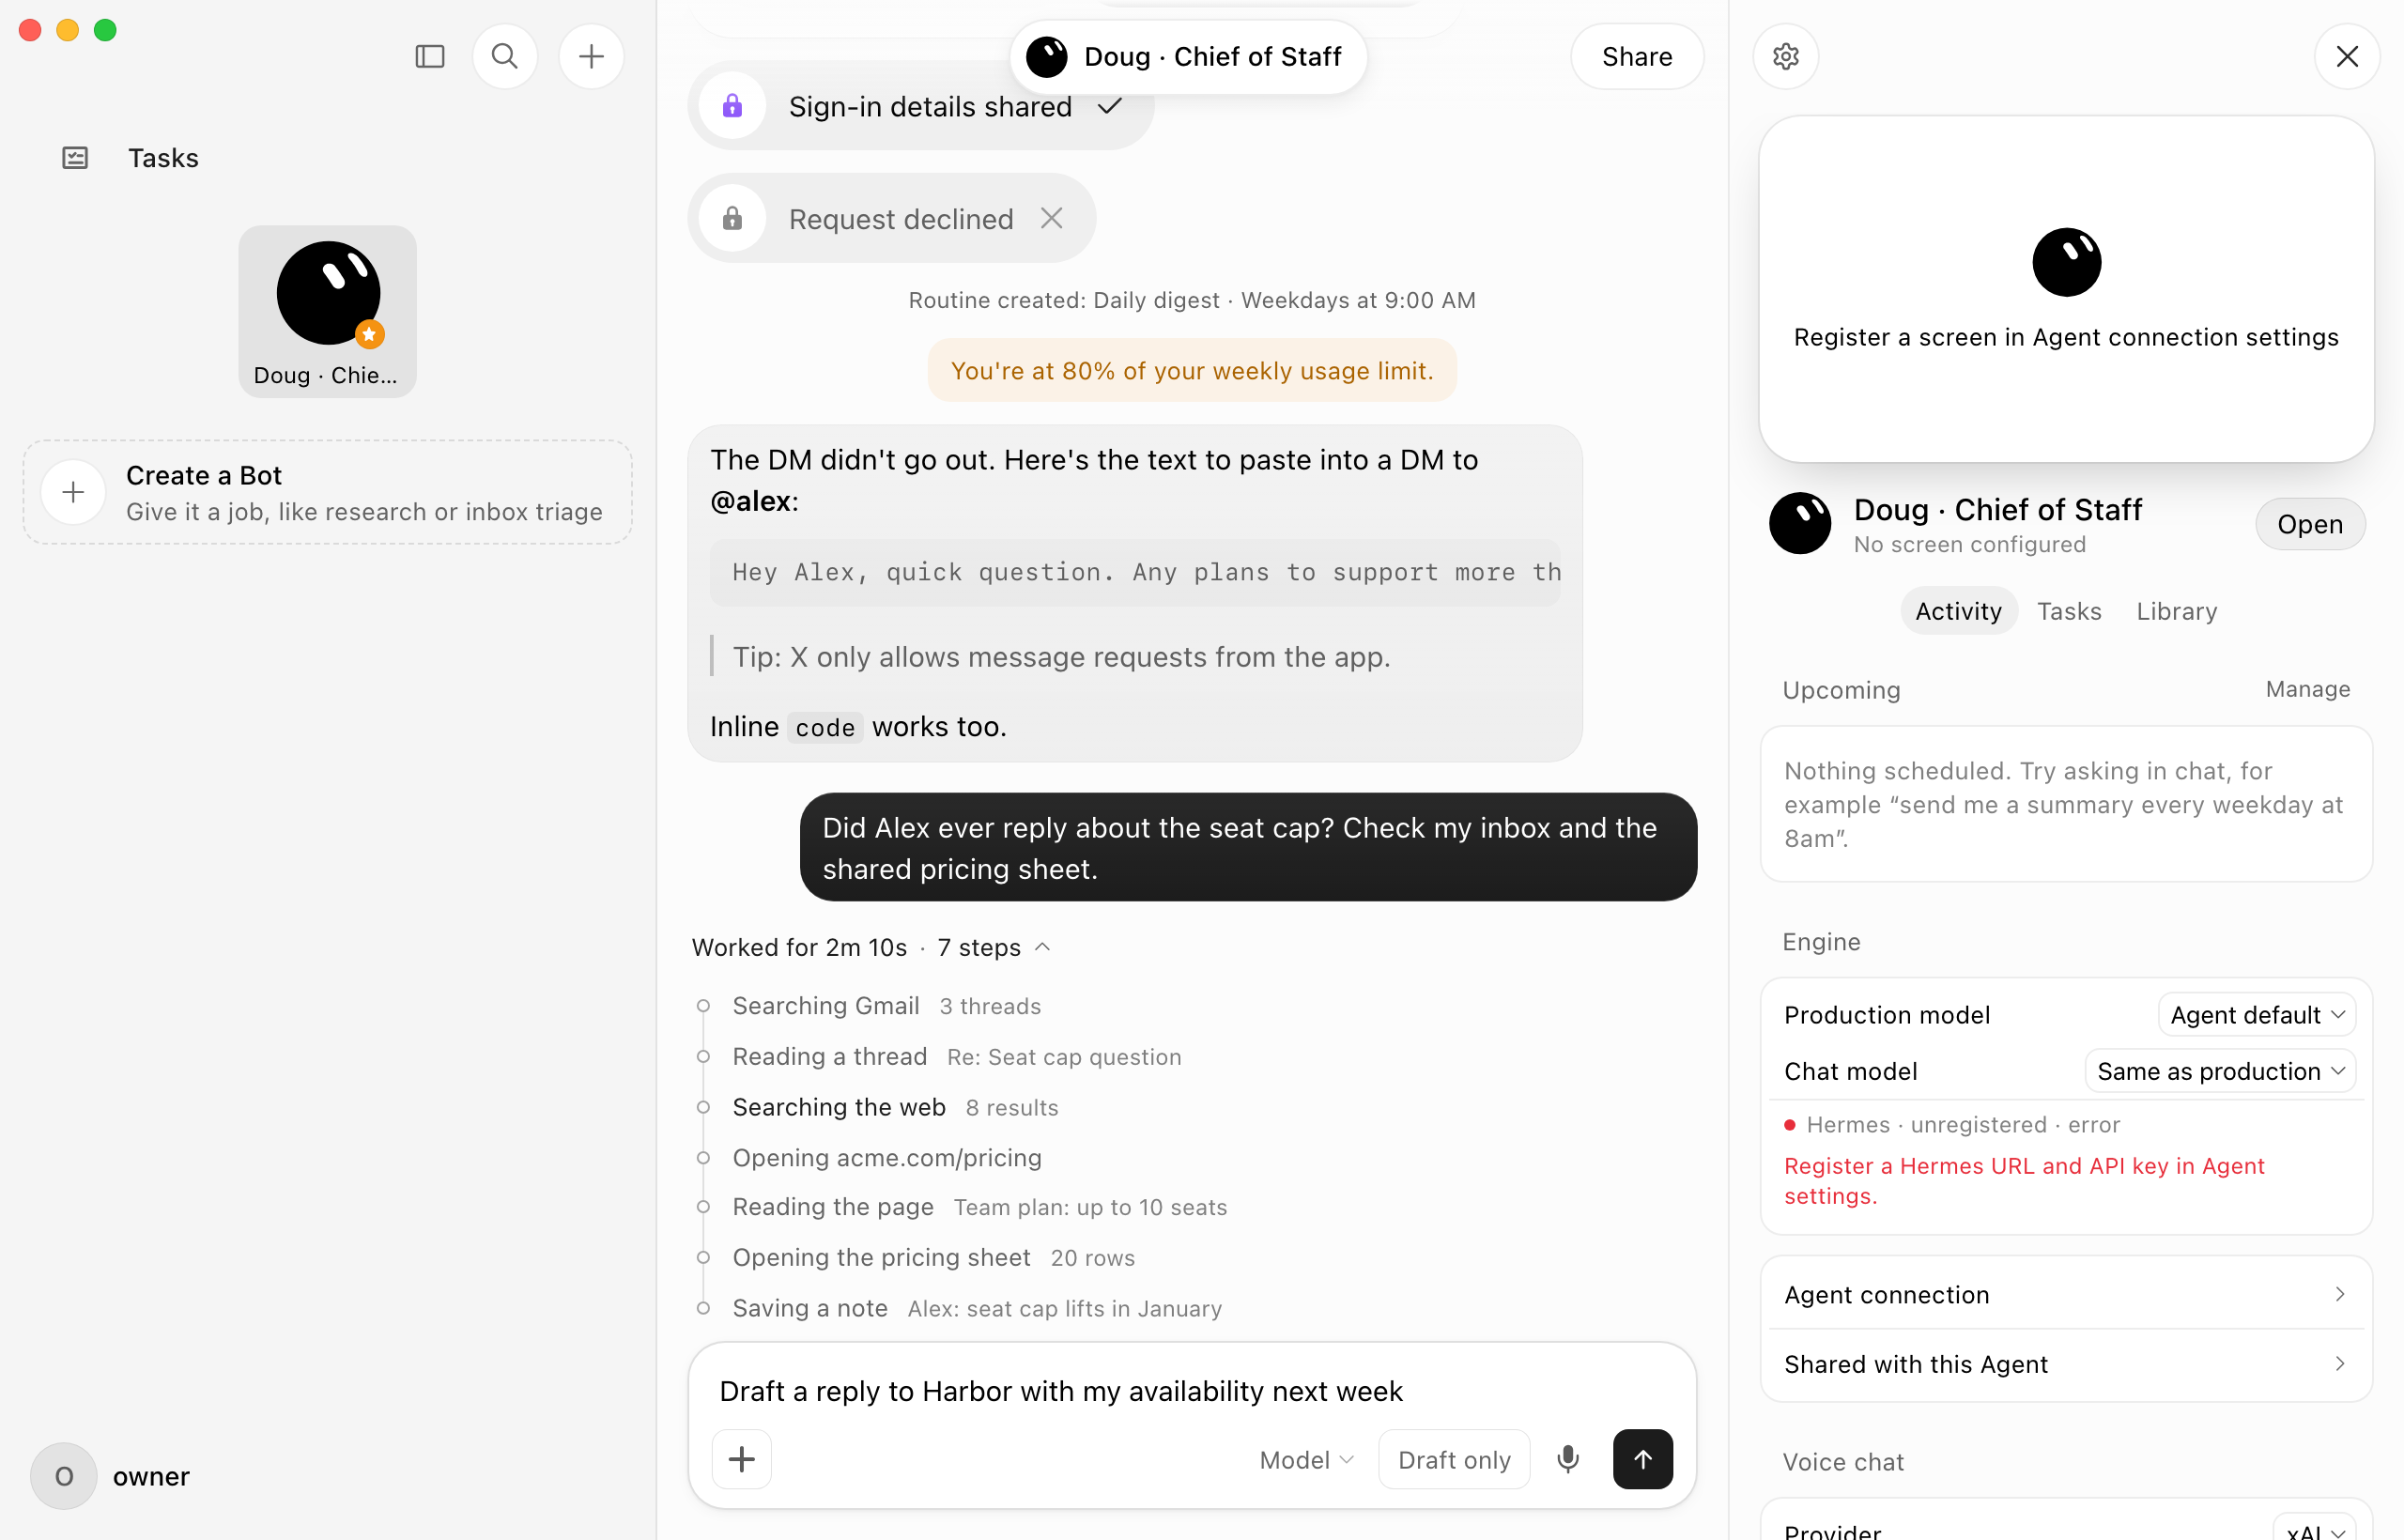 Tasks
Doug · Chie...
Create a Bot
Give it a job, like research or inbox triage
O
owner
Doug · Chief of Staff
Share
Sign-in details shared
Request declined
Routine created: Daily digest · Weekdays at 9:00 AM
You're at 80% of your weekly usage limit.
The DM didn't go out. Here's the text to paste into a DM to
@alex:
Hey Alex, quick question. Any plans to support more th
Tip: X only allows message requests from the app.
Inline code works too.
Did Alex ever reply about the seat cap? Check my inbox and the
shared pricing sheet.
Worked for 2m 10s · 7 steps
Searching Gmail 3 threads
Reading a thread Re: Seat cap question
Searching the web 8 results
Opening acme.com/pricing
Reading the page Team plan: up to 10 seats
Opening the pricing sheet 20 rows
Saving a note Alex: seat cap lifts in January
Draft a reply to Harbor with my availability next week
Model
Draft only
Register a screen in Agent connection settings
Doug · Chief of Staff
No screen configured
Open
Activity Tasks Library
Upcoming
Manage
Nothing scheduled. Try asking in chat, for
example “send me a summary every weekday at
8am”.
Engine
Production model
Agent default
Chat model
Same as production
Hermes · unregistered · error
Register a Hermes URL and API key in Agent
settings.
Agent connection
Shared with this Agent
Voice chat
Provider
xAI